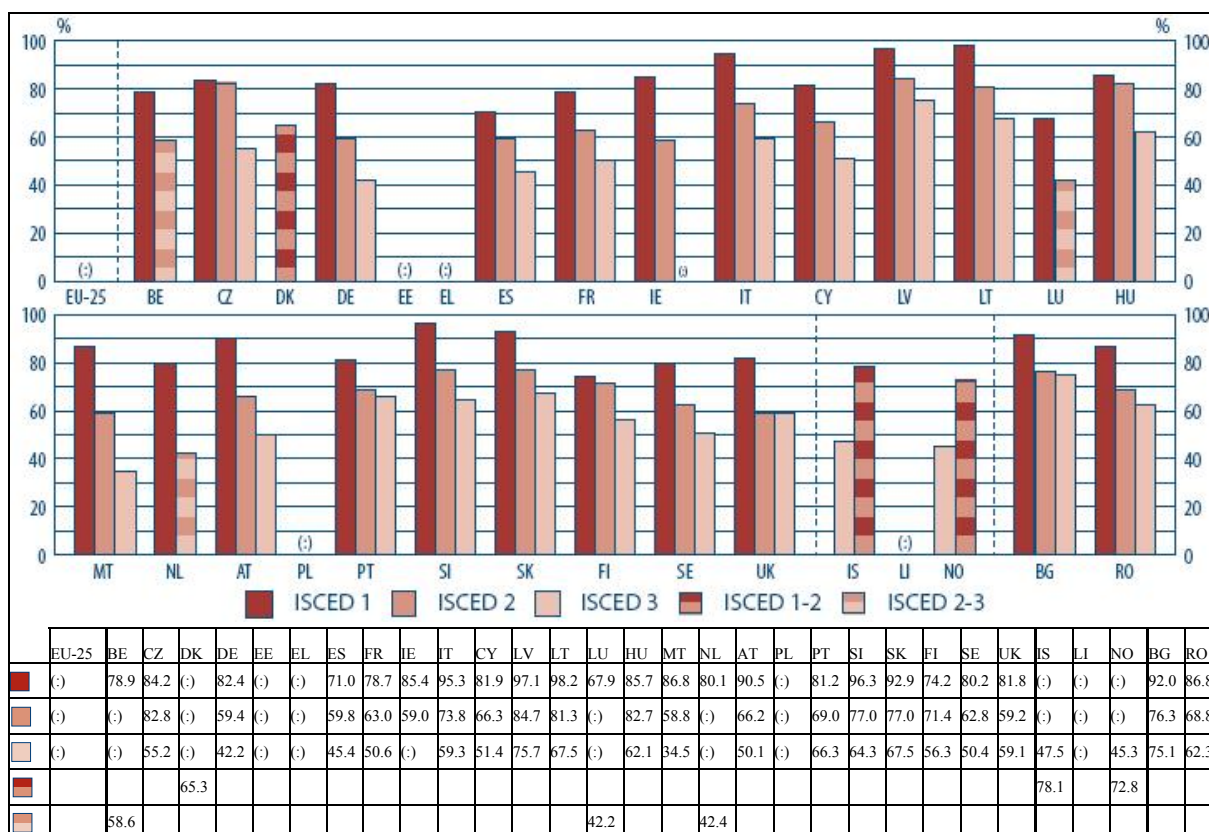 % %
100 100
80 80
60 60
40 40
20 20
0 (:) (:) (:) (:) 0
EU-25 BE CZ DK DE EE EL ES FR IE IT CY LV LT LU HU
100 100
80 80
60 60
40 40
20 20
0 (:) (:) 0
MT NL AT PL PT SI SK FI SE UK IS LI NO BG RO
ISCED 1 ISCED 2 ISCED 3 ISCED 1-2 ISCED 2-3
EU-25 BE CZ DK DE EE EL ES FR IE IT CY LV LT LU HU MT NL AT PL PT SI SK FI SE UK IS LI NO BG RO
(:) 78.9 84.2 (:) 82.4 (:) (:) 71.0 78.7 85.4 95.3 81.9 97.1 98.2 67.9 85.7 86.8 80.1 90.5 (:) 81.2 96.3 92.9 74.2 80.2 81.8 (:) (:) (:) 92.0 86.8
(:) (:) 82.8 (:) 59.4 (:) (:) 59.8 63.0 59.0 73.8 66.3 84.7 81.3 (:) 82.7 58.8 (:) 66.2 (:) 69.0 77.0 77.0 71.4 62.8 59.2 (:) (:) (:) 76.3 68.8
(:) (:) 55.2 (:) 42.2 (:) (:) 45.4 50.6 (:) 59.3 51.4 75.7 67.5 (:) 62.1 34.5 (:) 50.1 (:) 66.3 64.3 67.5 56.3 50.4 59.1 47.5 (:) 45.3 75.1 62.3
65.3 78.1 72.8
58.6 42.2 42.4